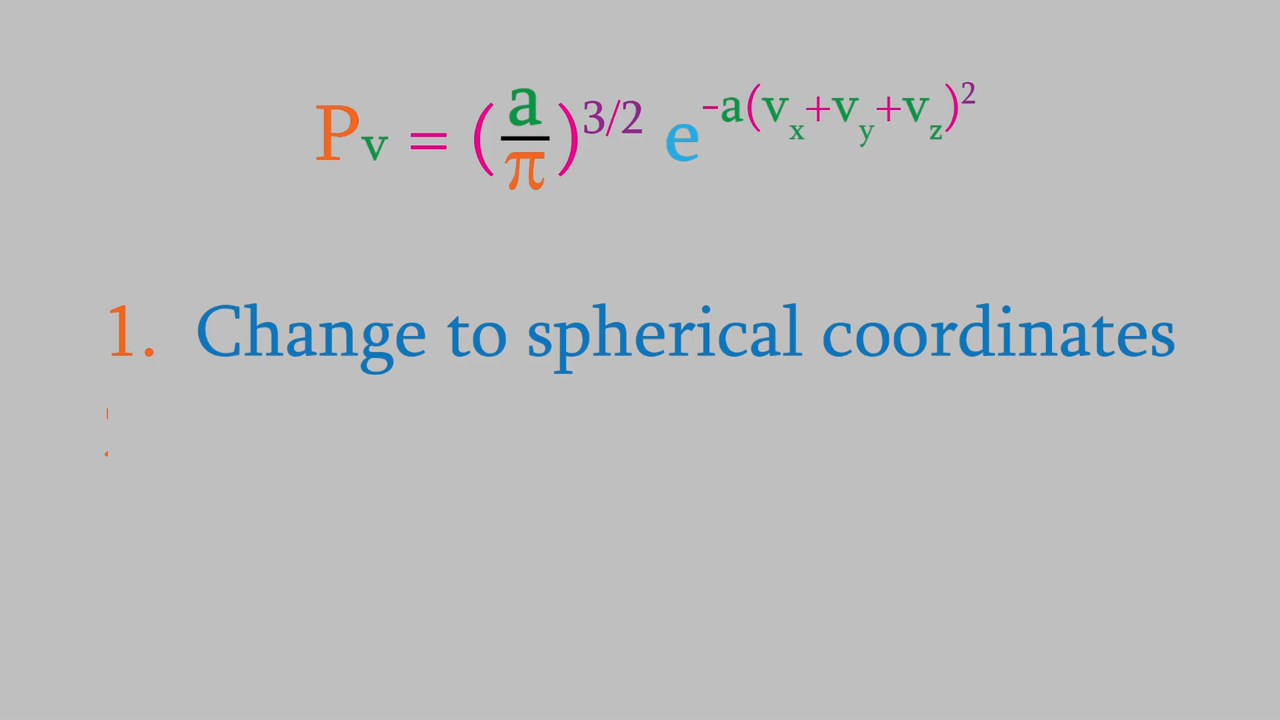 Pv = (a/π)^3/2 e^-a(vx+vy+vz)^2
1. Change to spherical coordinates